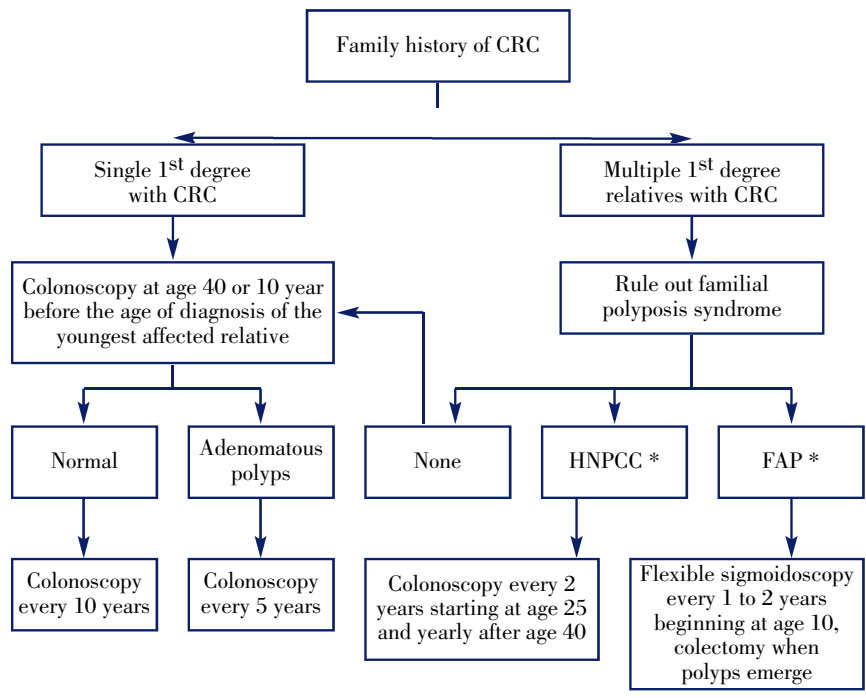 Family history of CRC
Single 1st degree
with CRC
Multiple 1st degree
relatives with CRC
Colonoscopy at age 40 or 10 year
before the age of diagnosis of the
youngest affected relative
Rule out familial
polyposis syndrome
Normal
Adenomatous
polyps
None
HNPCC *
FAP *
Colonoscopy
every 10 years
Colonoscopy
every 5 years
Colonoscopy every 2
years starting at age 25
and yearly after age 40
Flexible sigmoidoscopy
every 1 to 2 years
beginning at age 10,
colectomy when
polyps emerge